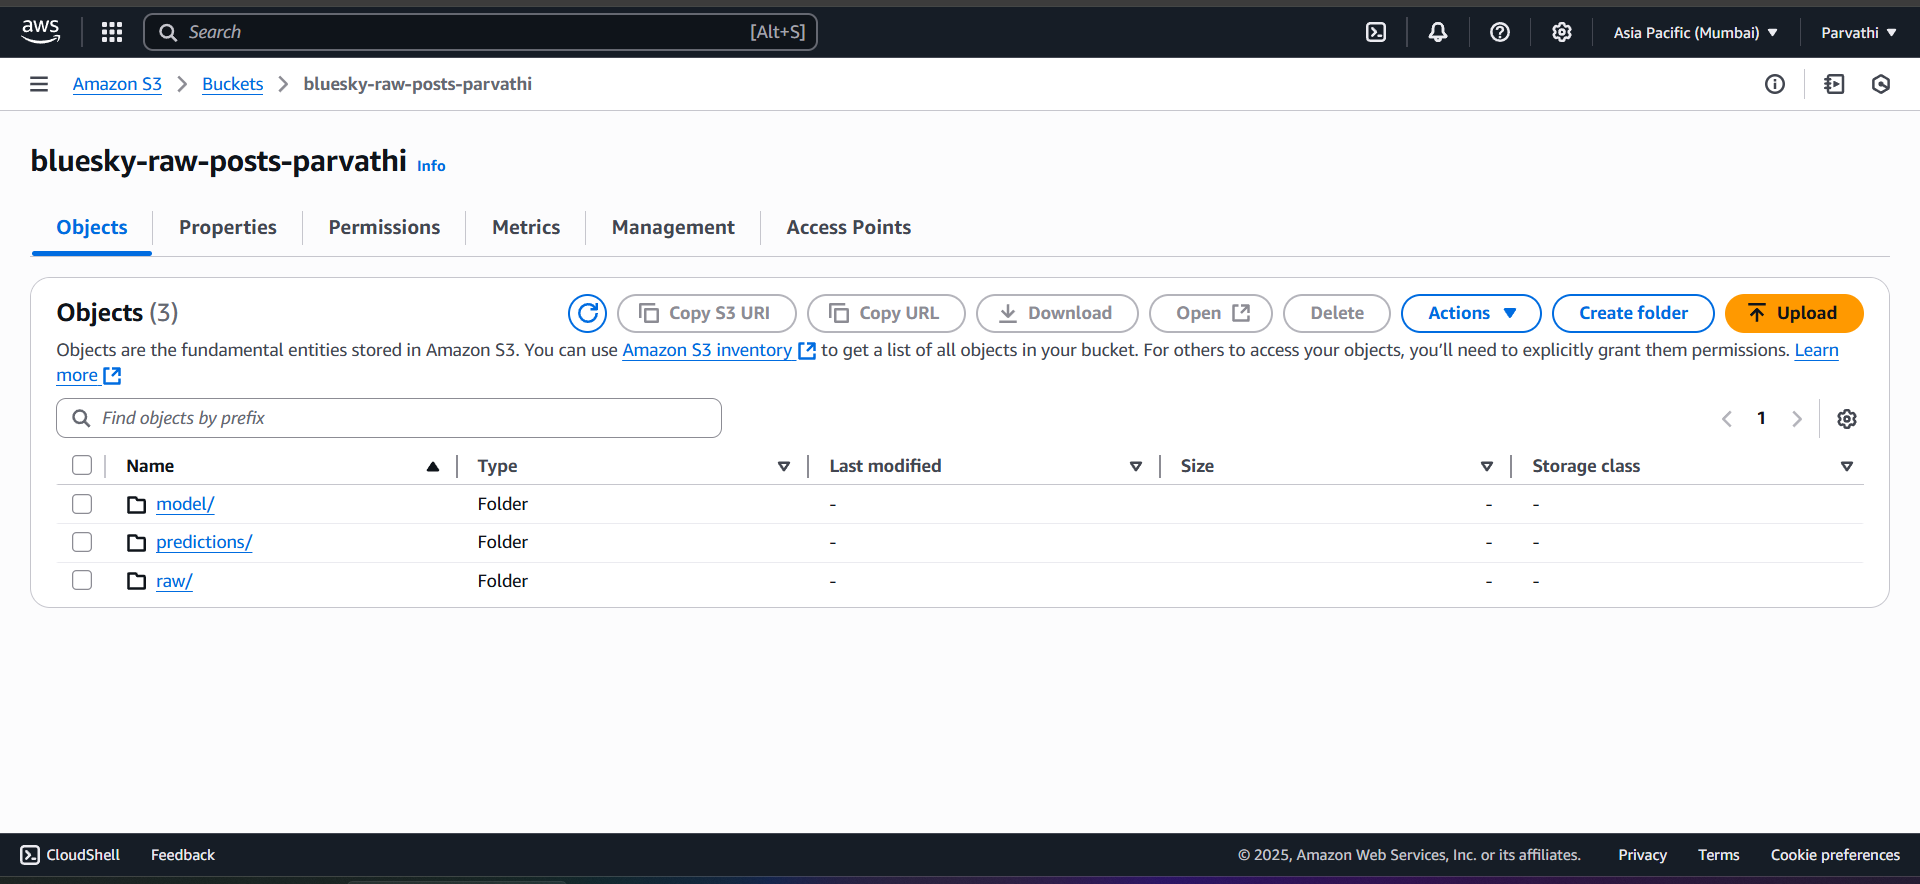 aws
Search [Alt+S] Asia Pacific (Mumbai) Parvathi
Amazon S3 Buckets bluesky-raw-posts-parvathi
bluesky-raw-posts-parvathi Info
Objects Properties Permissions Metrics Management Access Points
Objects (3) Copy S3 URI Copy URL Download Open Delete Actions Create folder Upload
Objects are the fundamental entities stored in Amazon S3. You can use Amazon S3 inventory to get a list of all objects in your bucket. For others to access your objects, you’ll need to explicitly grant them permissions. Learn
more
Find objects by prefix 1
Name Type Last modified Size Storage class
model/ Folder - - -
predictions/ Folder - - -
raw/ Folder - - -
CloudShell Feedback © 2025, Amazon Web Services, Inc. or its affiliates. Privacy Terms Cookie preferences